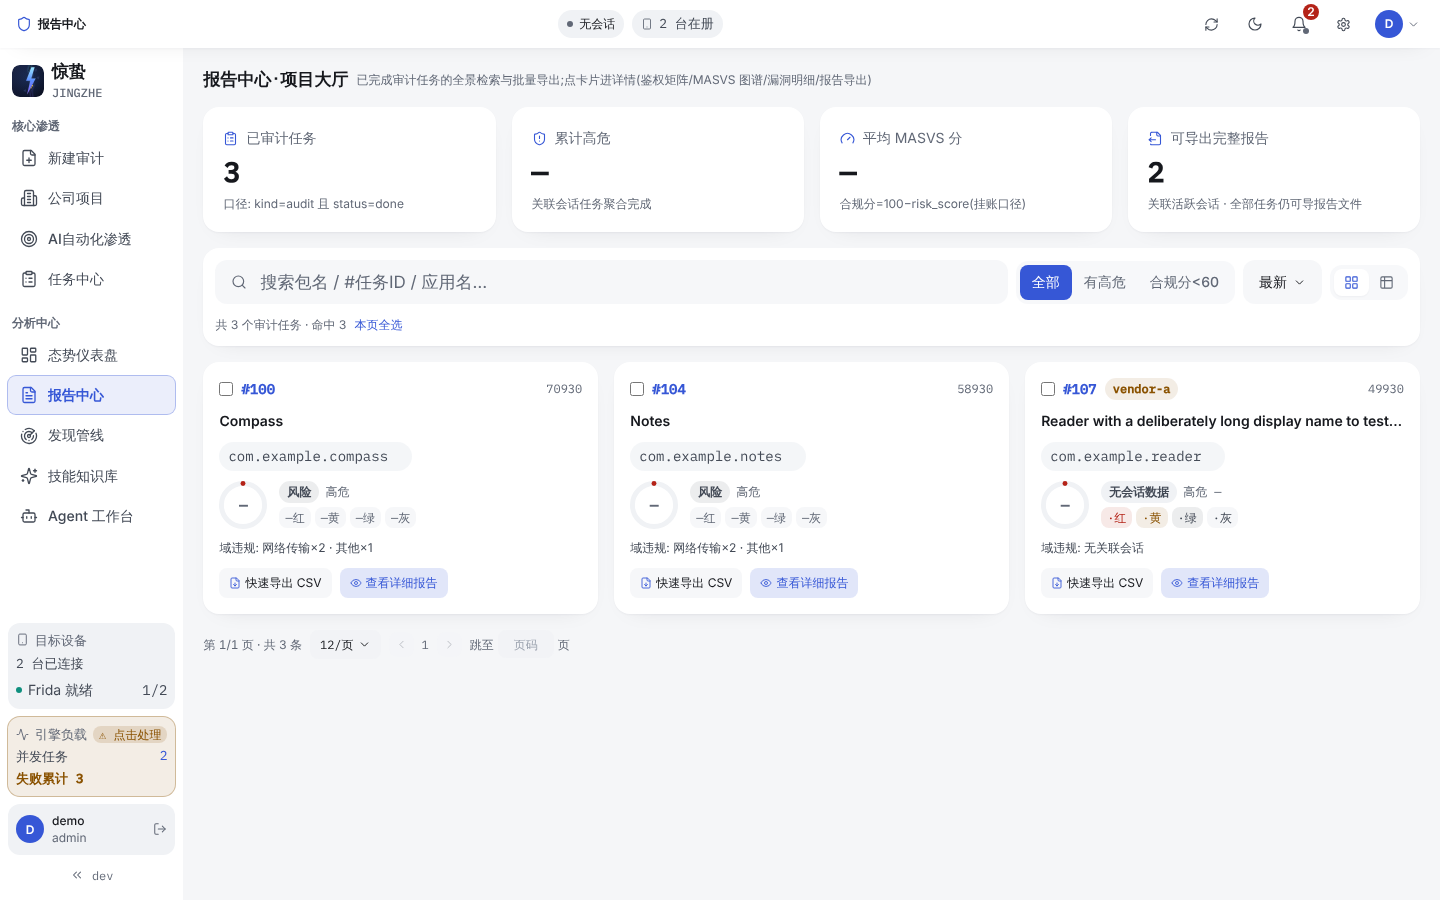 报告中心
无会话
2 台在册
2
D
惊蛰
JINGZHE
核心渗透
新建审计
公司项目
AI自动化渗透
任务中心
分析中心
态势仪表盘
报告中心
发现管线
技能知识库
Agent 工作台
目标设备
2 台已连接
Frida 就绪 1/2
引擎负载 ⚠ 点击处理
并发任务 2
失败累计 3
D
demo
admin
dev
报告中心·项目大厅 已完成审计任务的全景检索与批量导出;点卡片进详情(鉴权矩阵/MASVS 图谱/漏洞明细/报告导出)
已审计任务
3
口径: kind=audit 且 status=done
累计高危
—
关联会话任务聚合完成
平均 MASVS 分
—
合规分=100−risk_score(挂账口径)
可导出完整报告
2
关联活跃会话 · 全部任务仍可导报告文件
搜索包名 / #任务ID / 应用名...
全部 有高危 合规分<60
最新
共 3 个审计任务 · 命中 3 本页全选
#100 70930
Compass
com.example.compass
—
风险 高危
—红 —黄 —绿 —灰
域违规: 网络传输×2 · 其他×1
快速导出 CSV 查看详细报告
#104 58930
Notes
com.example.notes
—
风险 高危
—红 —黄 —绿 —灰
域违规: 网络传输×2 · 其他×1
快速导出 CSV 查看详细报告
#107 vendor-a 49930
Reader with a deliberately long display name to test...
com.example.reader
—
无会话数据 高危 —
·红 ·黄 ·绿 ·灰
域违规: 无关联会话
快速导出 CSV 查看详细报告
第 1/1 页 · 共 3 条 12/页 1 跳至 页码 页